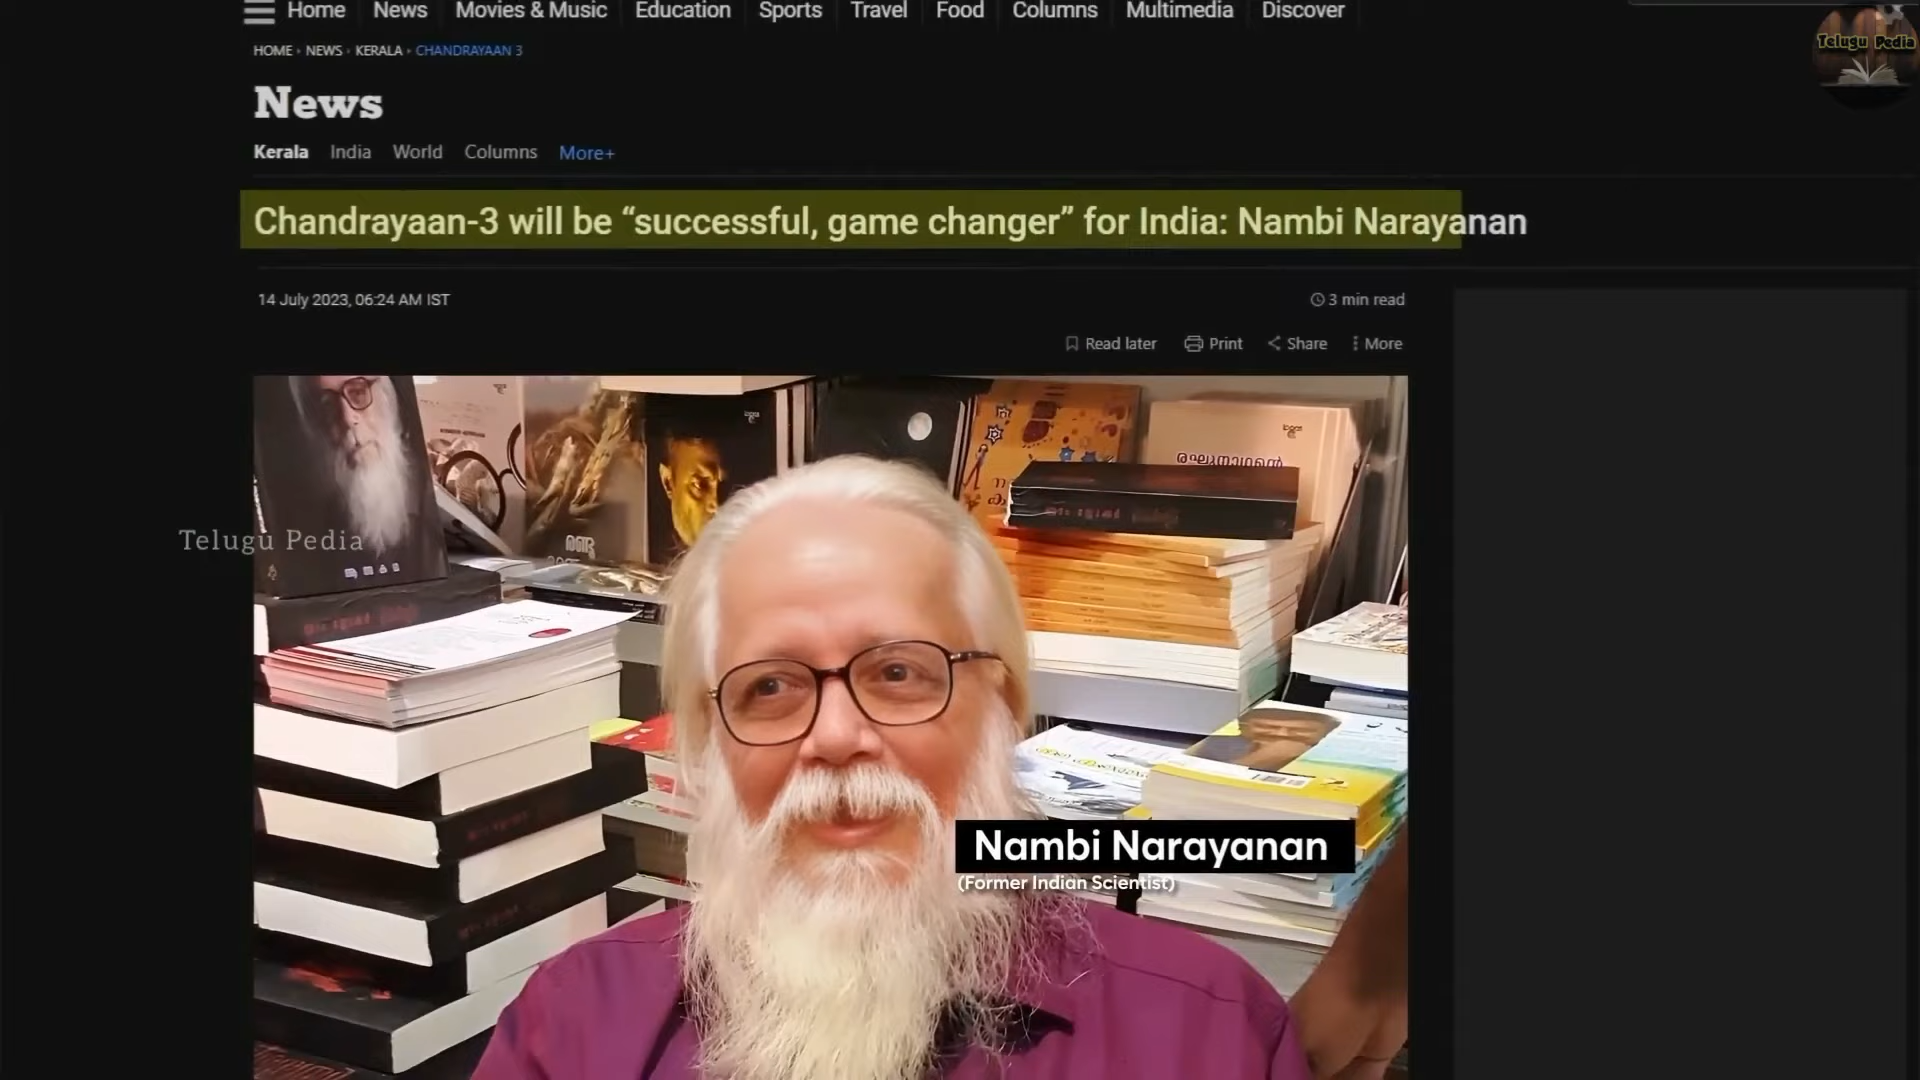 Home News Movies & Music Education Sports Travel Food Columns Multimedia Discover
Telugu Pedia
HOME NEWS KERALA CHANDRAYAAN 3
News
Kerala India World Columns More+
Chandrayaan-3 will be “successful, game changer” for India: Nambi Narayanan
14 July 2023, 06:24 AM IST
3 min read
Read later Print Share More
രഘുനാഥന്റെ
Telugu Pedia
Nambi Narayanan
(Former Indian Scientist)